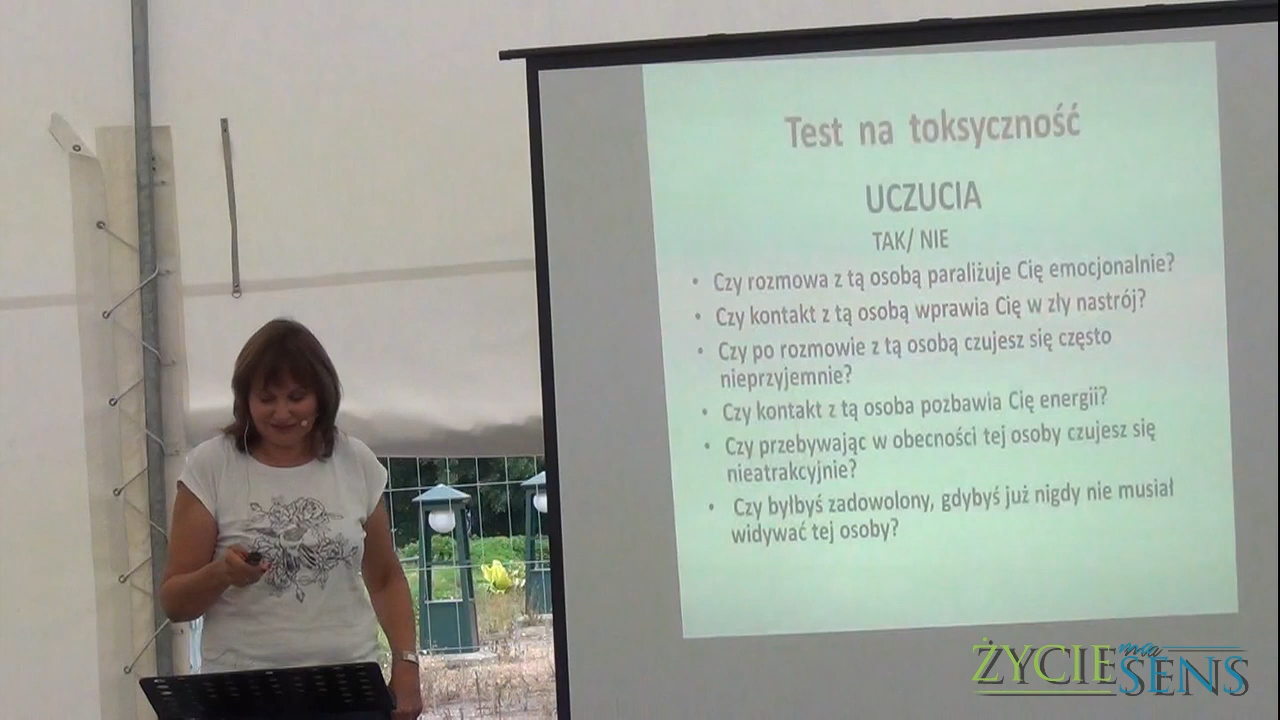 Test na toksyczność
UCZUCIA
TAK/ NIE
• Czy rozmowa z tą osobą paraliżuje Cię emocjonalnie?
• Czy kontakt z tą osobą wprawia Cię w zły nastrój?
• Czy po rozmowie z tą osobą czujesz się często
nieprzyjemnie?
• Czy kontakt z tą osoba pozbawia Cię energii?
• Czy przebywając w obecności tej osoby czujesz się
nieatrakcyjnie?
• Czy byłbyś zadowolony, gdybyś już nigdy nie musiał
widywać tej osoby?
ŻYCIE ma SENS